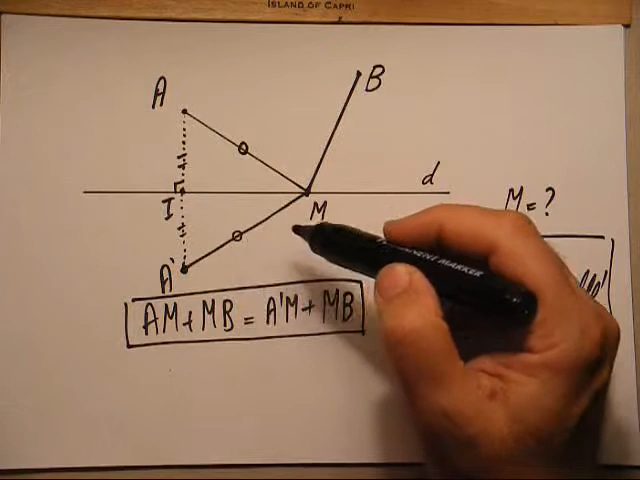 ISLAND OF CAPRI
A
B
d
I
M
M = ?
A'
AM + MB = A'M + MB
PERMANENT MARKER